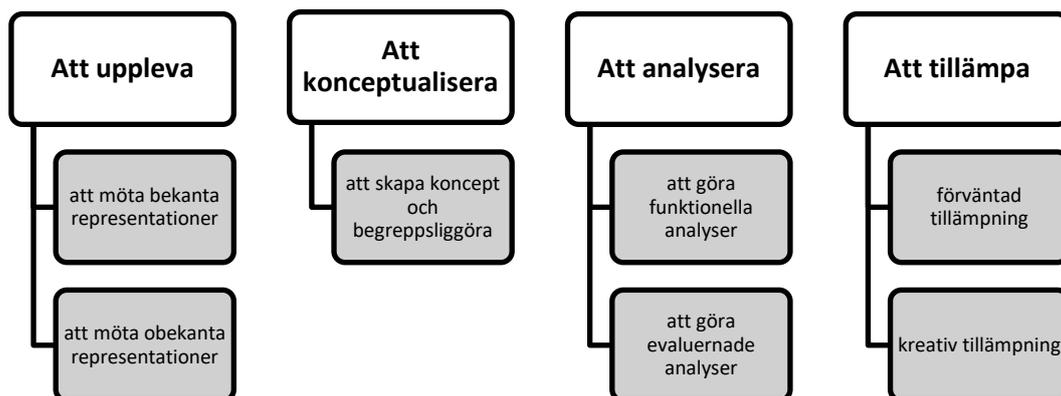 Att uppleva
att möta bekanta
representationer
att möta obekanta
representationer
Att
konceptualisera
att skapa koncept
och
begreppsliggöra
Att analysera
att göra
funktionella
analyser
att göra
evaluernade
analyser
Att tillämpa
förväntad
tillämpning
kreativ tillämpning